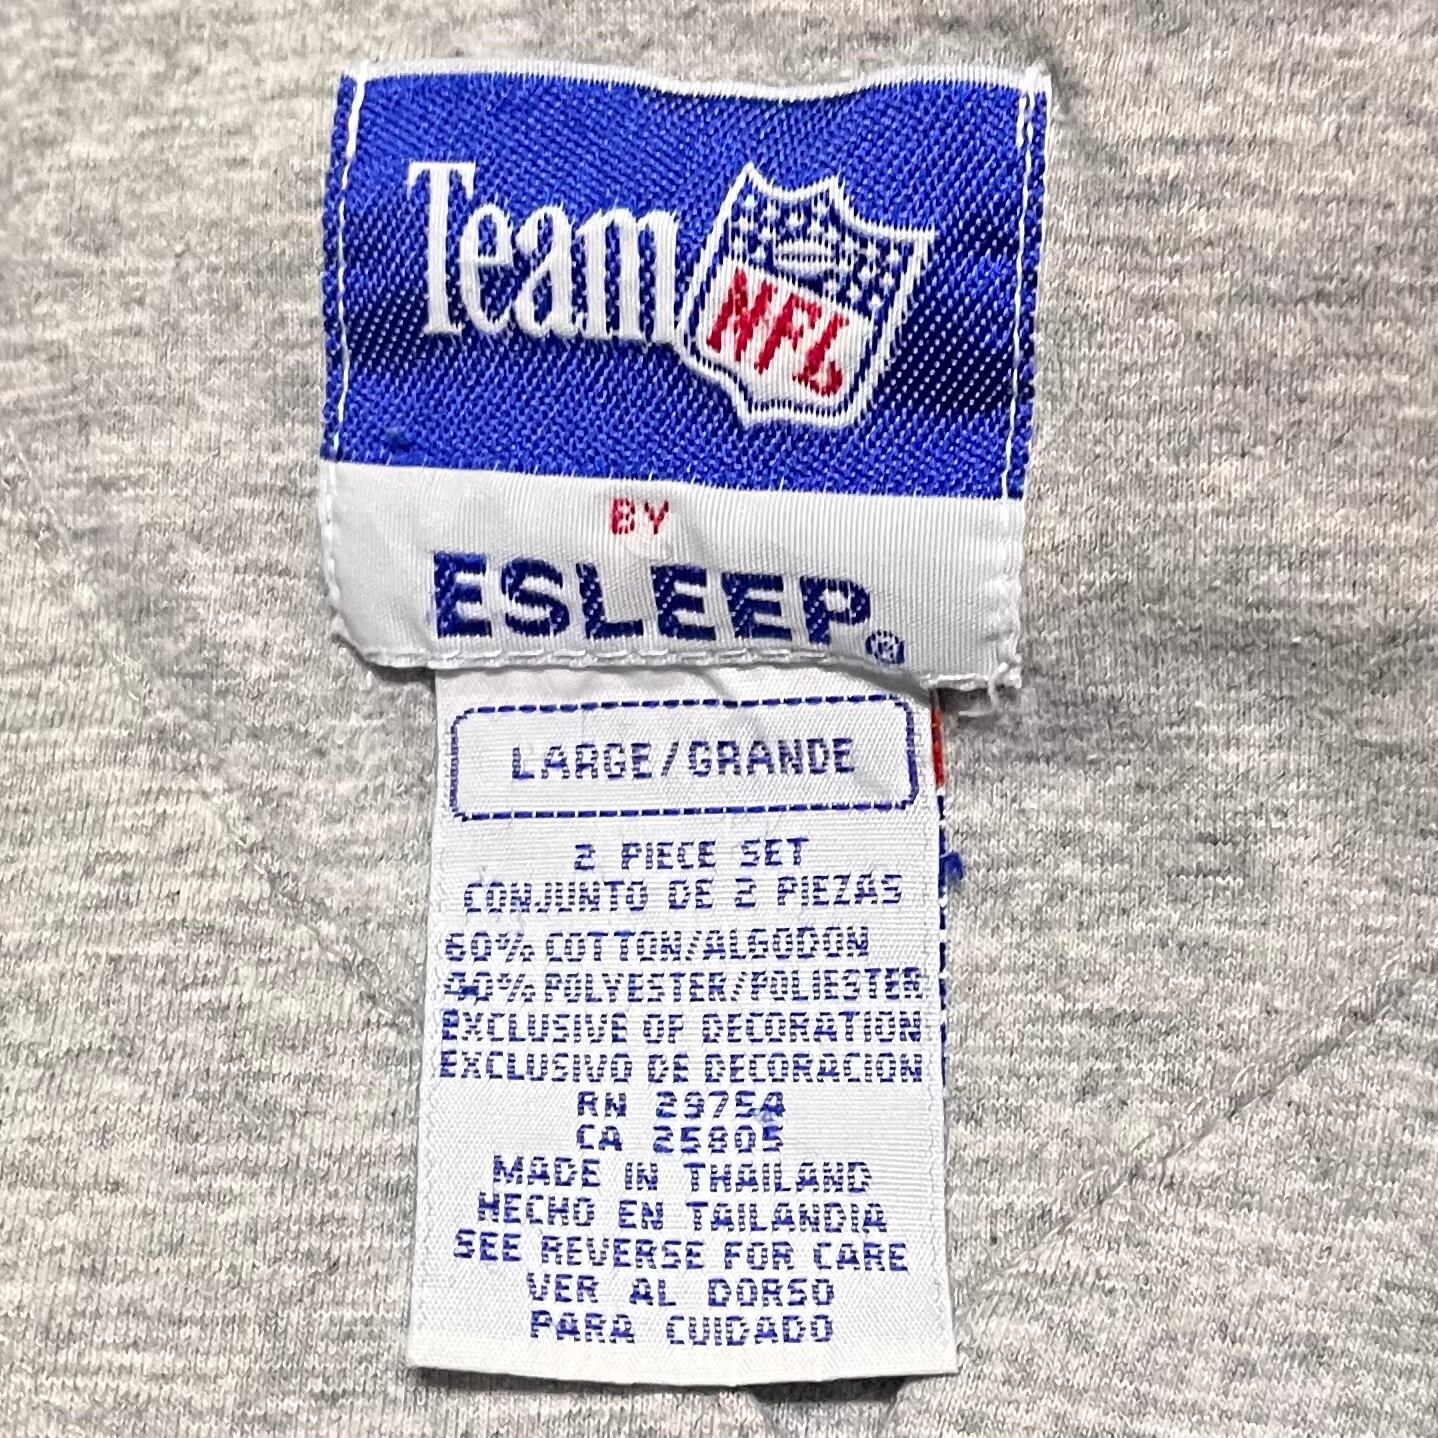 Team NFL
BY
ESLEEP®
LARGE/GRANDE
2 PIECE SET
CONJUNTO DE 2 PIEZAS
60% COTTON/ALGODON
40% POLYESTER/POLIESTER
EXCLUSIVE OF DECORATION
EXCLUSIVO DE DECORACION
RN 29754
CA 25805
MADE IN THAILAND
HECHO EN TAILANDIA
SEE REVERSE FOR CARE
VER AL DORSO
PARA CUIDADO